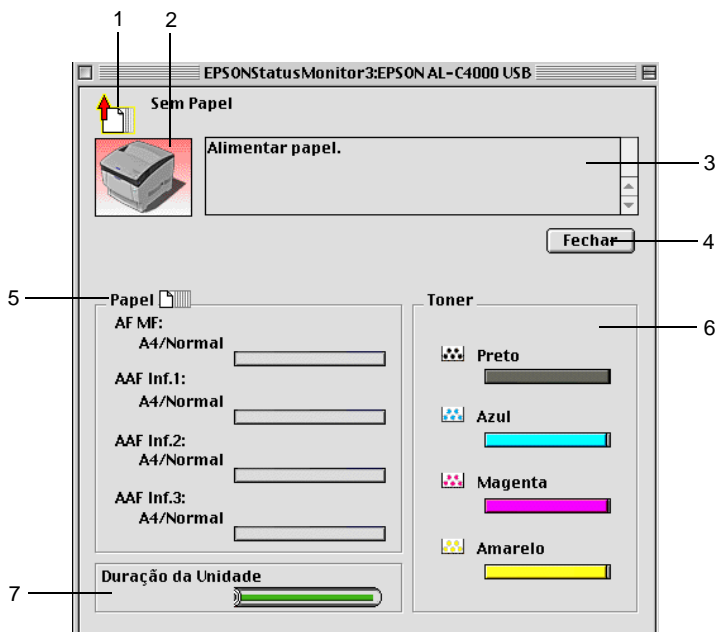 1 2
EPSONStatusMonitor3:EPSON AL-C4000 USB
Sem Papel
Alimentar papel.
3
Fechar
4
5
Papel
AF MF:
A4/Normal
AAF Inf.1:
A4/Normal
AAF Inf.2:
A4/Normal
AAF Inf.3:
A4/Normal
Toner
6
Preto
Azul
Magenta
Amarelo
7
Duração da Unidade